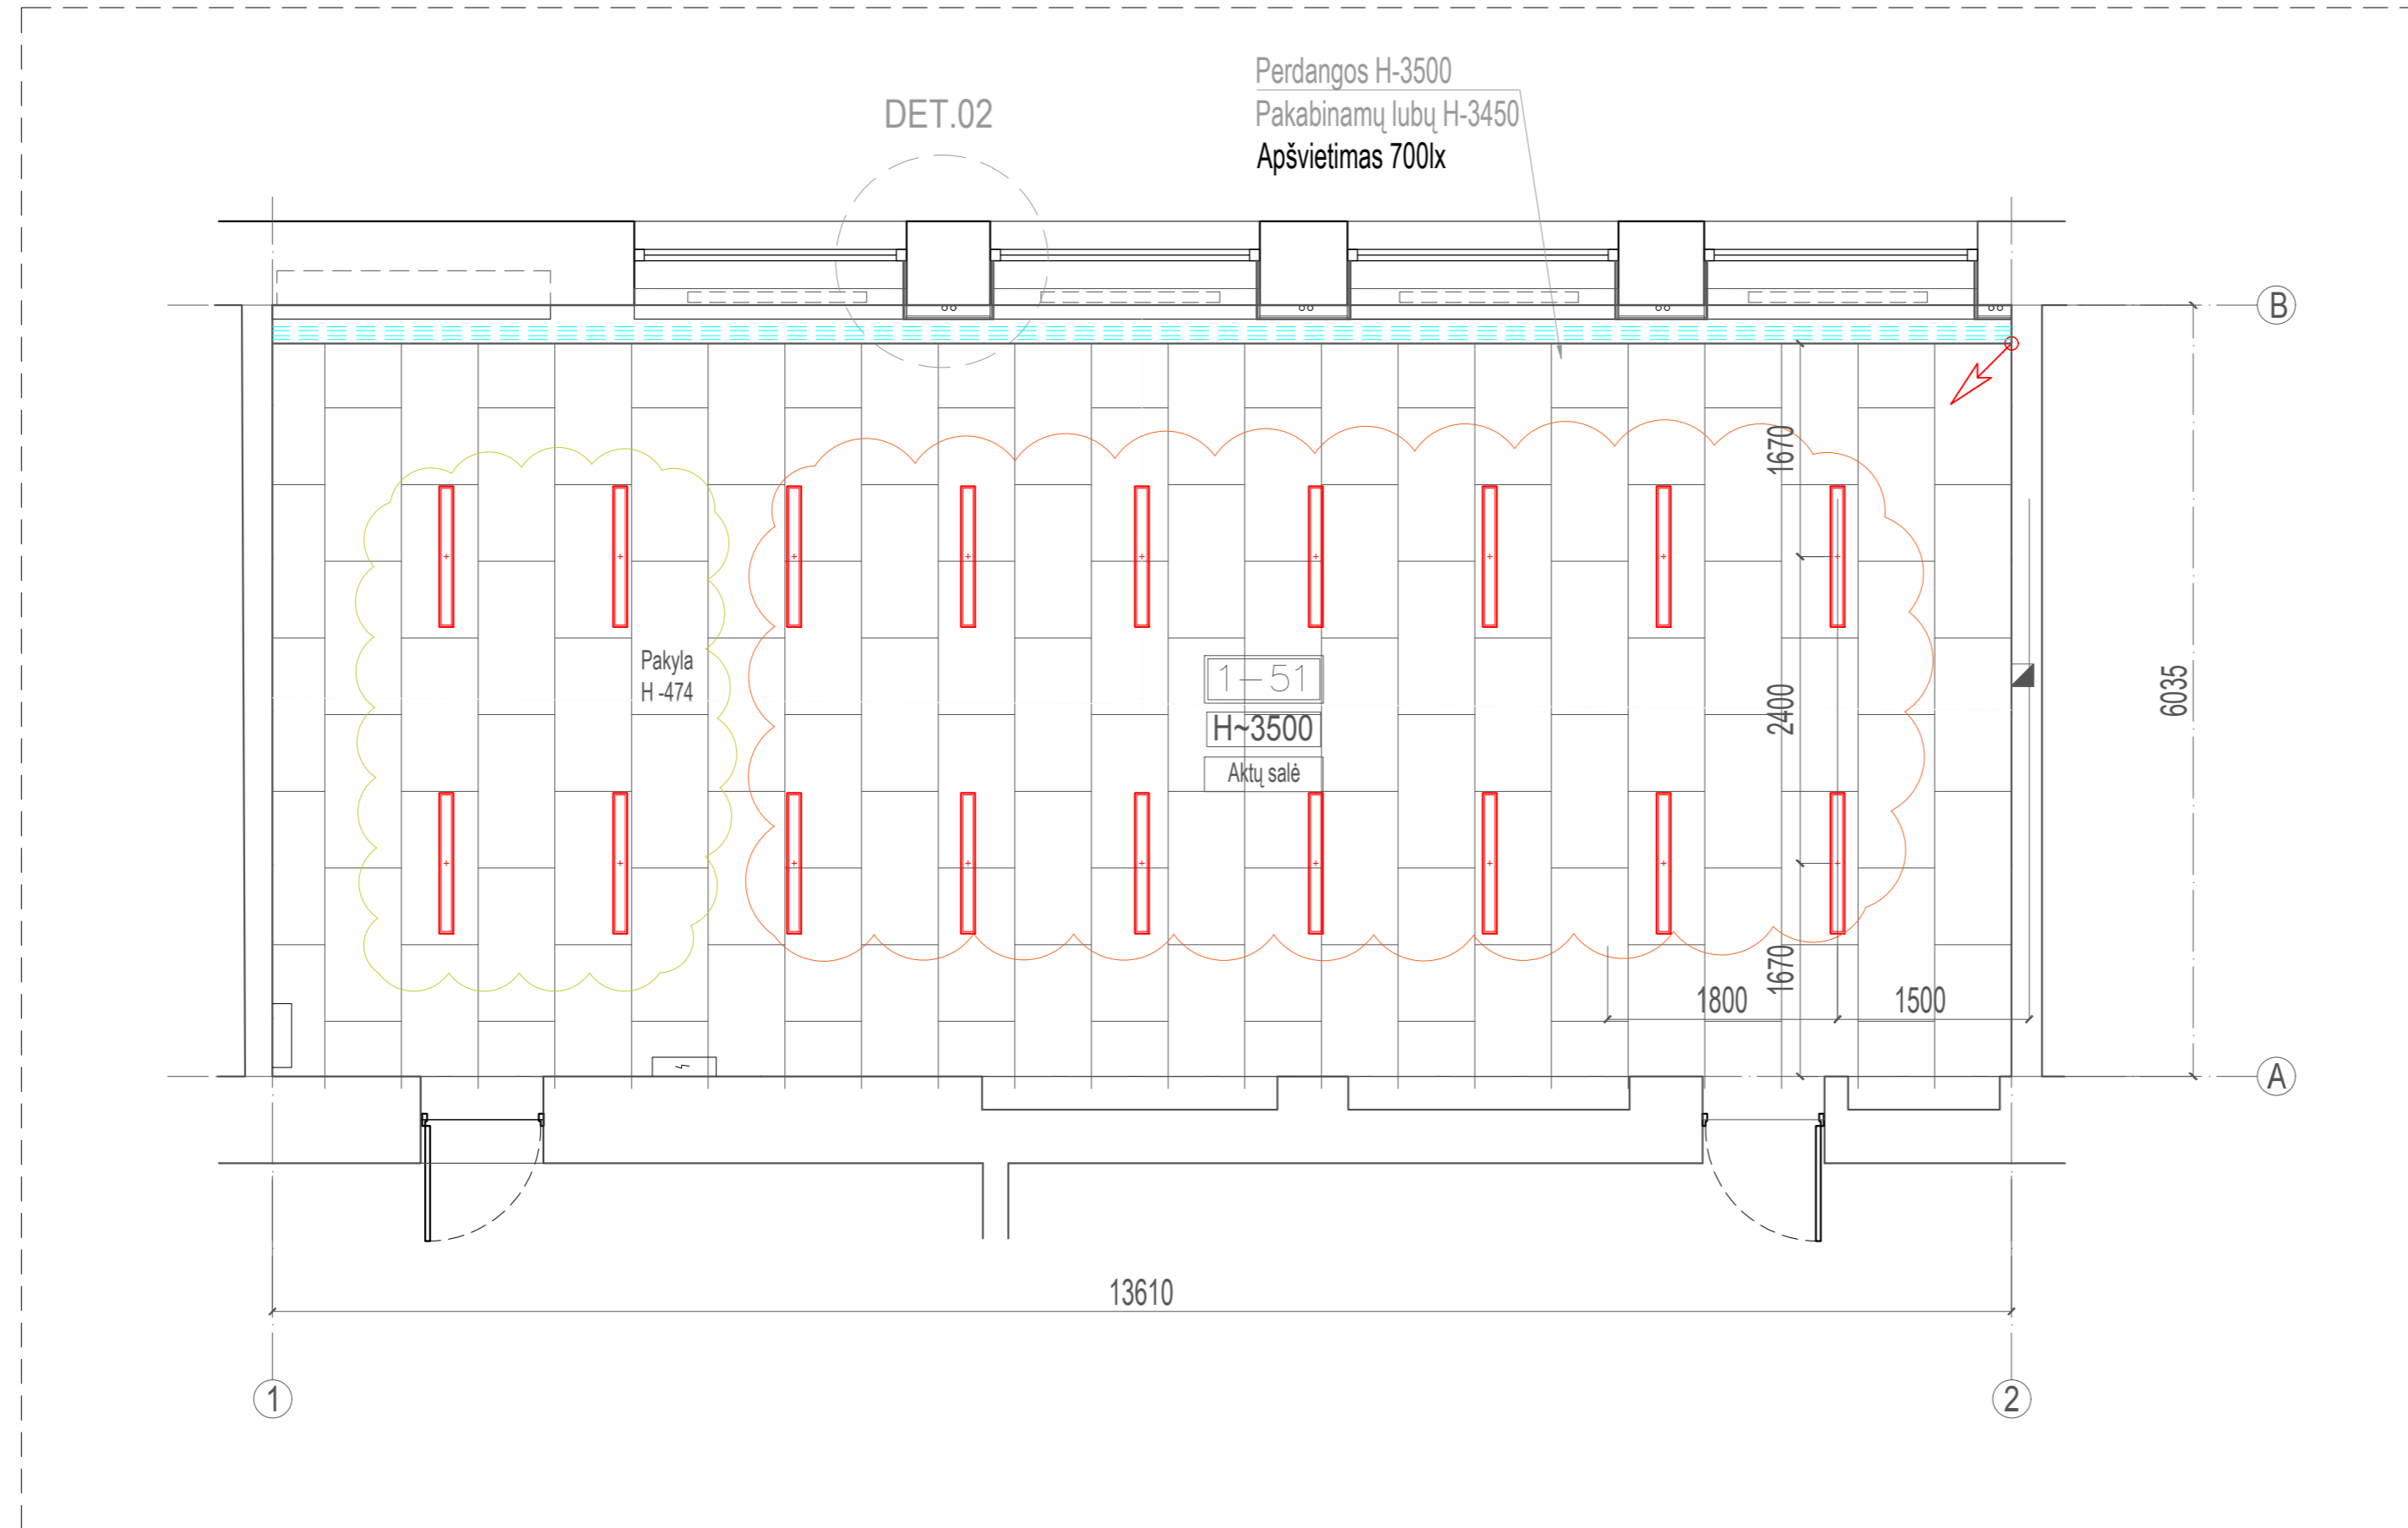 Perdangos H-3500
Pakabinamų lubų H-3450
Apšvietimas 700lx
DET.02
B
1670
Pakyla
H -474
1-51
H~3500
Aktų salė
2400
6035
1670
1800
1500
A
13610
1
2